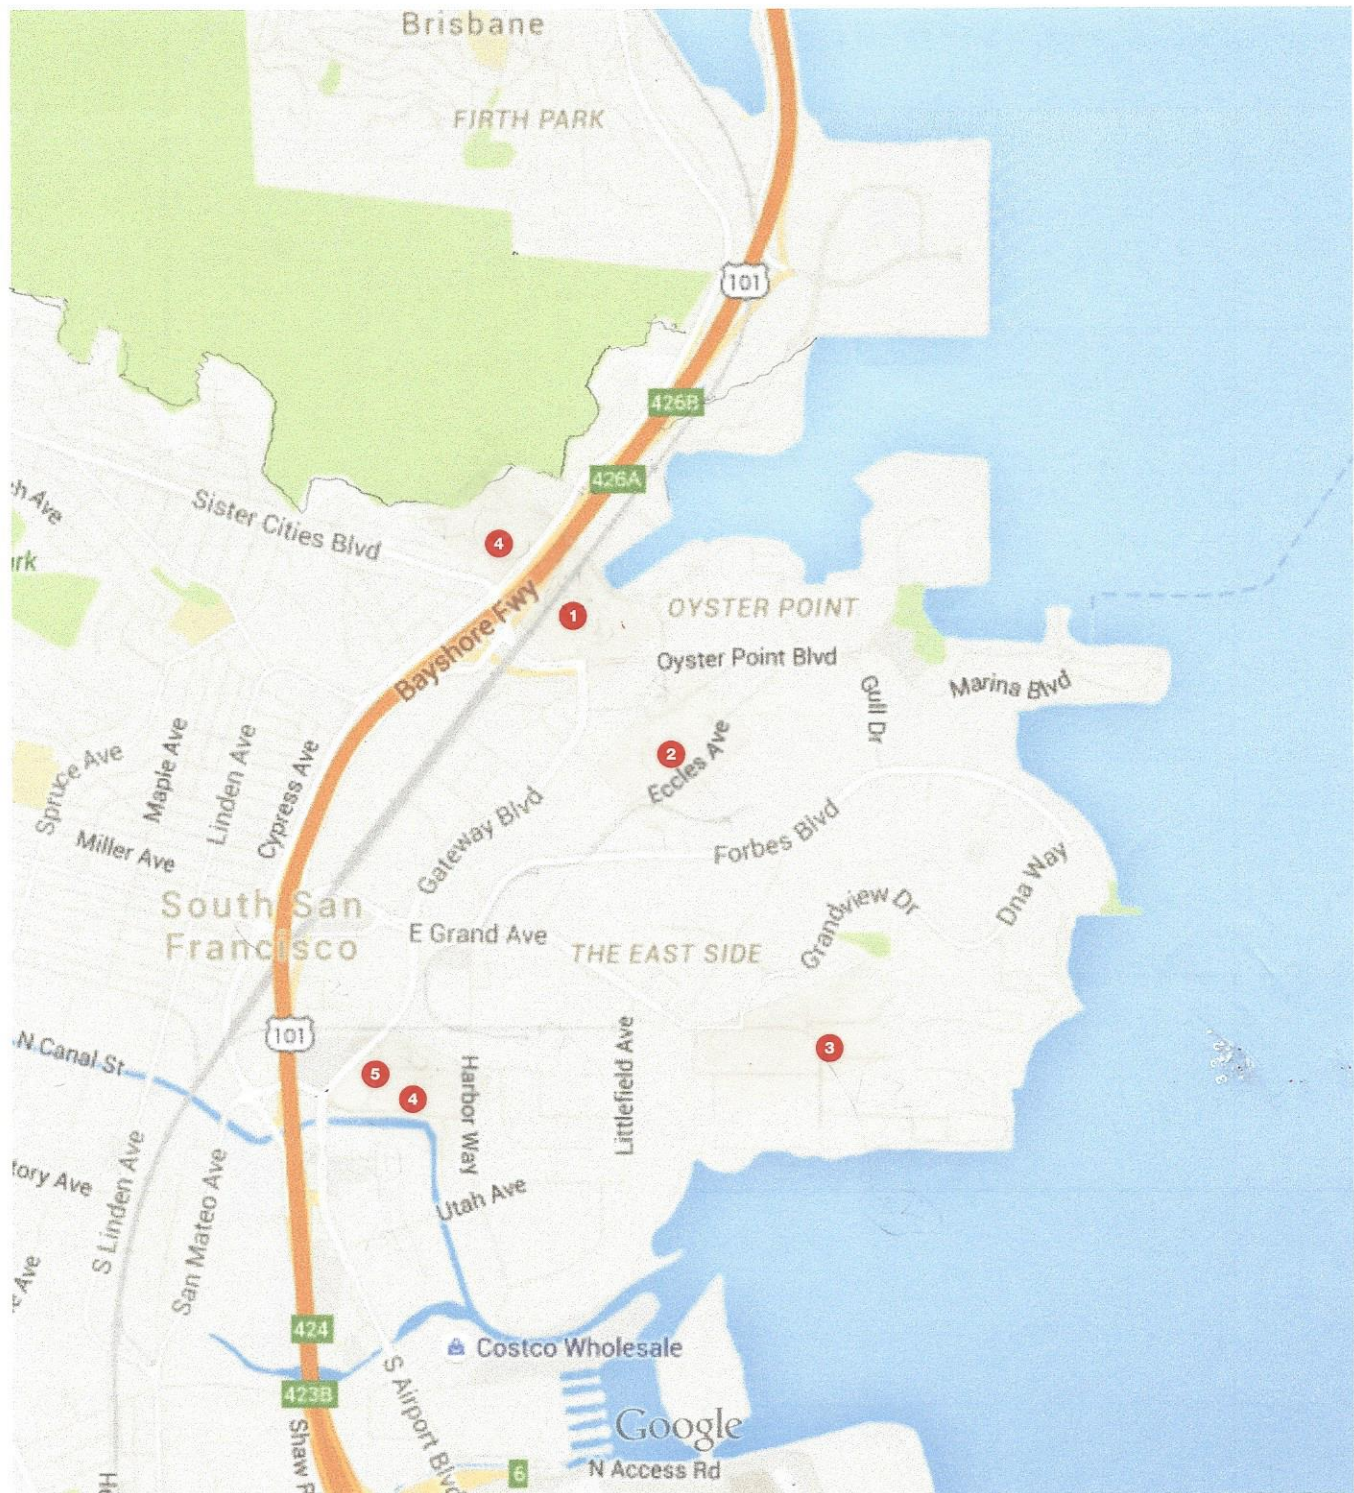 Brisbane
FIRTH PARK
101
426B
426A
Sister Cities Blvd
4
1
Bayshore Fwy
OYSTER POINT
Oyster Point Blvd
Gull Dr
Marina Blvd
2
Eccles Ave
Spruce Ave
Maple Ave
Linden Ave
Cypress Ave
Miller Ave
Gateway Blvd
Forbes Blvd
Dna Way
Grandview Dr
South San
Francisco
E Grand Ave
THE EAST SIDE
101
N Canal St
5
4
3
Harbor Way
Littlefield Ave
Utah Ave
tory Ave
S Linden Ave
San Mateo Ave
424
Costco Wholesale
423B
S Airport Blvd
Shaw R
Google
6
N Access Rd